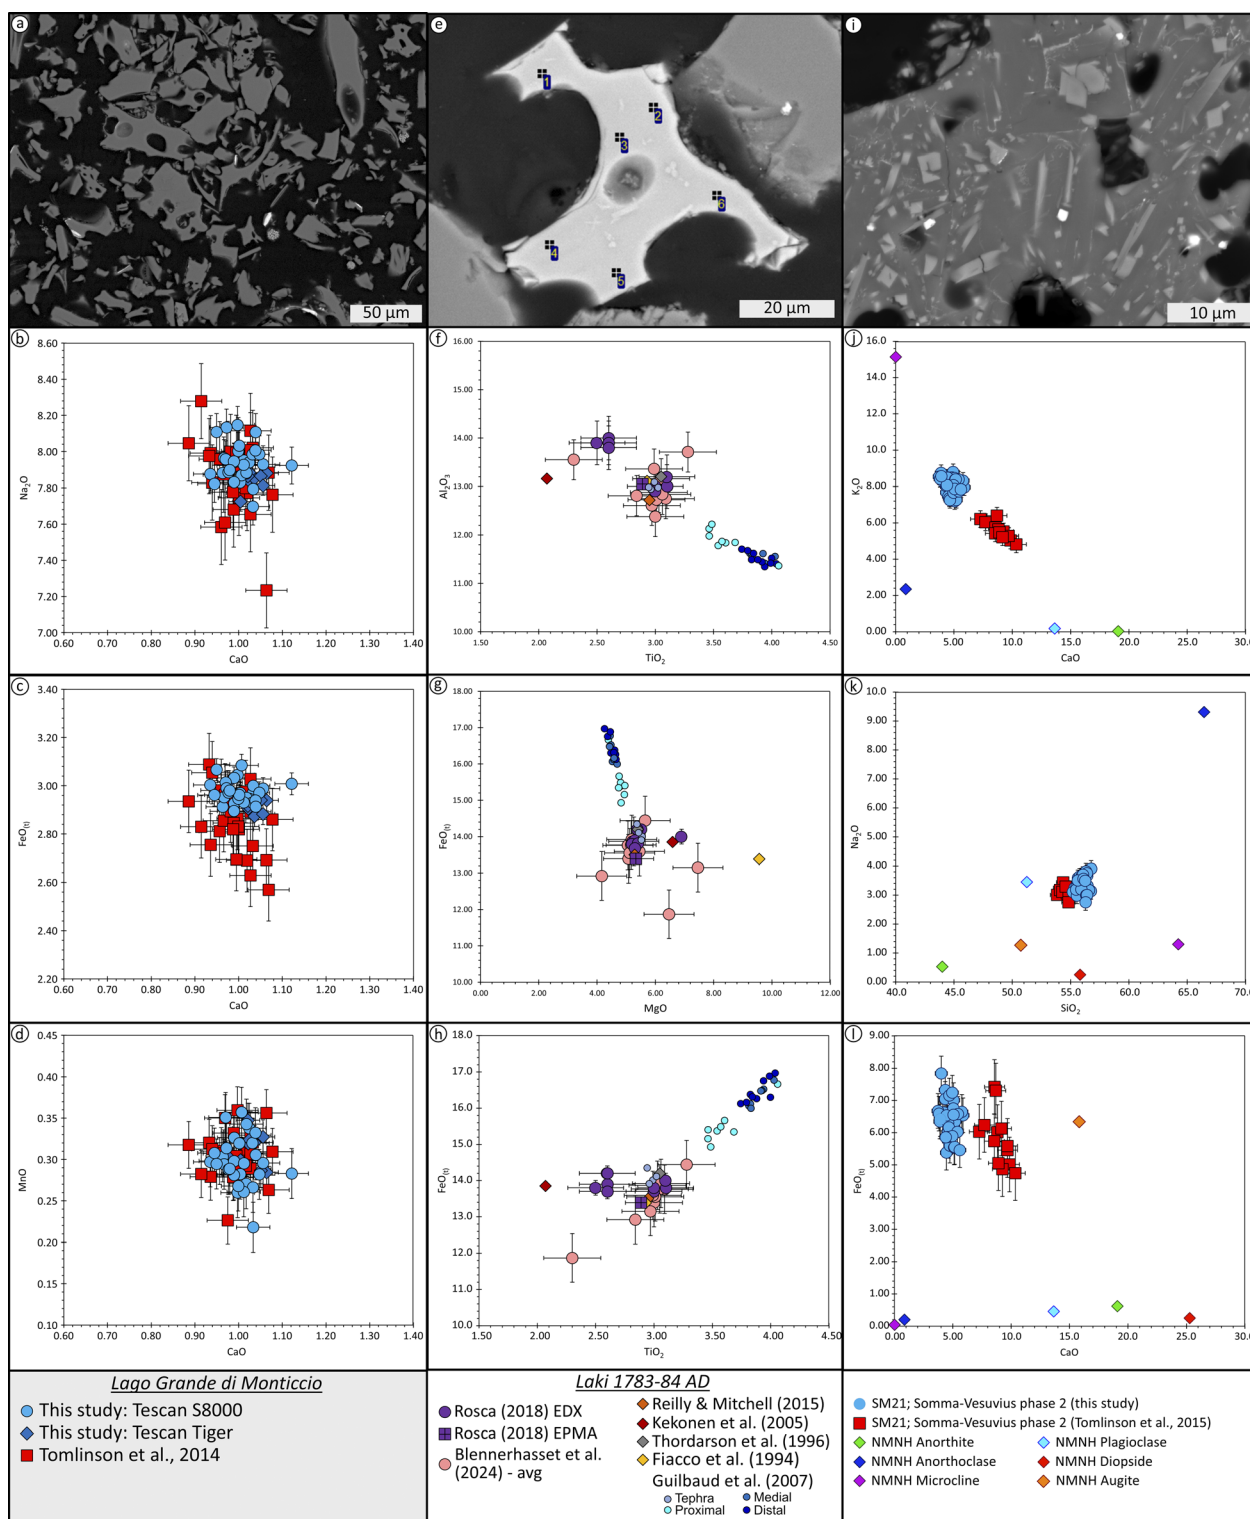 a
50 µm
e
1
2
3
4
5
6
20 µm
i
10 µm
b
8.60
8.40
8.20
8.00
7.80
7.60
7.40
7.20
7.00
Na2O
0.60 0.70 0.80 0.90 1.00 1.10 1.20 1.30 1.40
CaO
f
16.00
15.00
14.00
13.00
12.00
11.00
10.00
Al2O3
1.50 2.00 2.50 3.00 3.50 4.00 4.50
TiO2
j
16.0
14.0
12.0
10.0
8.00
6.00
4.00
2.00
0.00
K2O
0.00 5.00 10.0 15.0 20.0 25.0 30.0
CaO
c
3.40
3.20
3.00
2.80
2.60
2.40
2.20
FeO(t)
0.60 0.70 0.80 0.90 1.00 1.10 1.20 1.30 1.40
CaO
g
18.00
17.00
16.00
15.00
14.00
13.00
12.00
11.00
10.00
FeO(t)
0.00 2.00 4.00 6.00 8.00 10.00 12.00
MgO
k
10.0
9.0
8.0
7.0
6.0
5.0
4.0
3.0
2.0
1.0
0.00
Na2O
40.0 45.0 50.0 55.0 60.0 65.0 70.0
SiO2
d
0.45
0.40
0.35
0.30
0.25
0.20
0.15
0.10
MnO
0.60 0.70 0.80 0.90 1.00 1.10 1.20 1.30 1.40
CaO
h
18.0
17.0
16.0
15.0
14.0
13.0
12.0
11.0
10.0
FeO(t)
1.50 2.00 2.50 3.00 3.50 4.00 4.50
TiO2
l
9.00
8.00
7.00
6.00
5.00
4.00
3.00
2.00
1.00
0.00
FeO(t)
0.00 5.00 10.0 15.0 20.0 25.0 30.0
CaO
Lago Grande di Monticcio
This study: Tescan S8000
This study: Tescan Tiger
Tomlinson et al., 2014
Laki 1783-84 AD
Rosca (2018) EDX
Rosca (2018) EPMA
Blennerhasset et al.
(2024) - avg
Reilly & Mitchell (2015)
Kekonen et al. (2005)
Thordarson et al. (1996)
Fiacco et al. (1994)
Guilbaud et al. (2007)
Tephra Medial
Proximal Distal
SM21; Somma-Vesuvius phase 2 (this study)
SM21; Somma-Vesuvius phase 2 (Tomlinson et al., 2015)
NMNH Anorthite NMNH Plagioclase
NMNH Anorthoclase NMNH Diopside
NMNH Microcline NMNH Augite